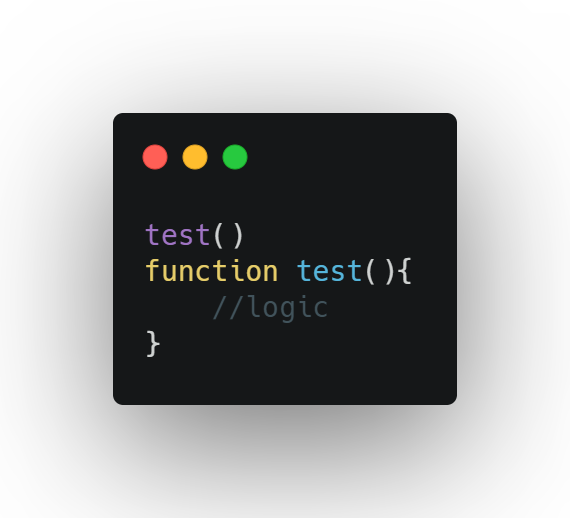 test()
function test(){
    //logic
}